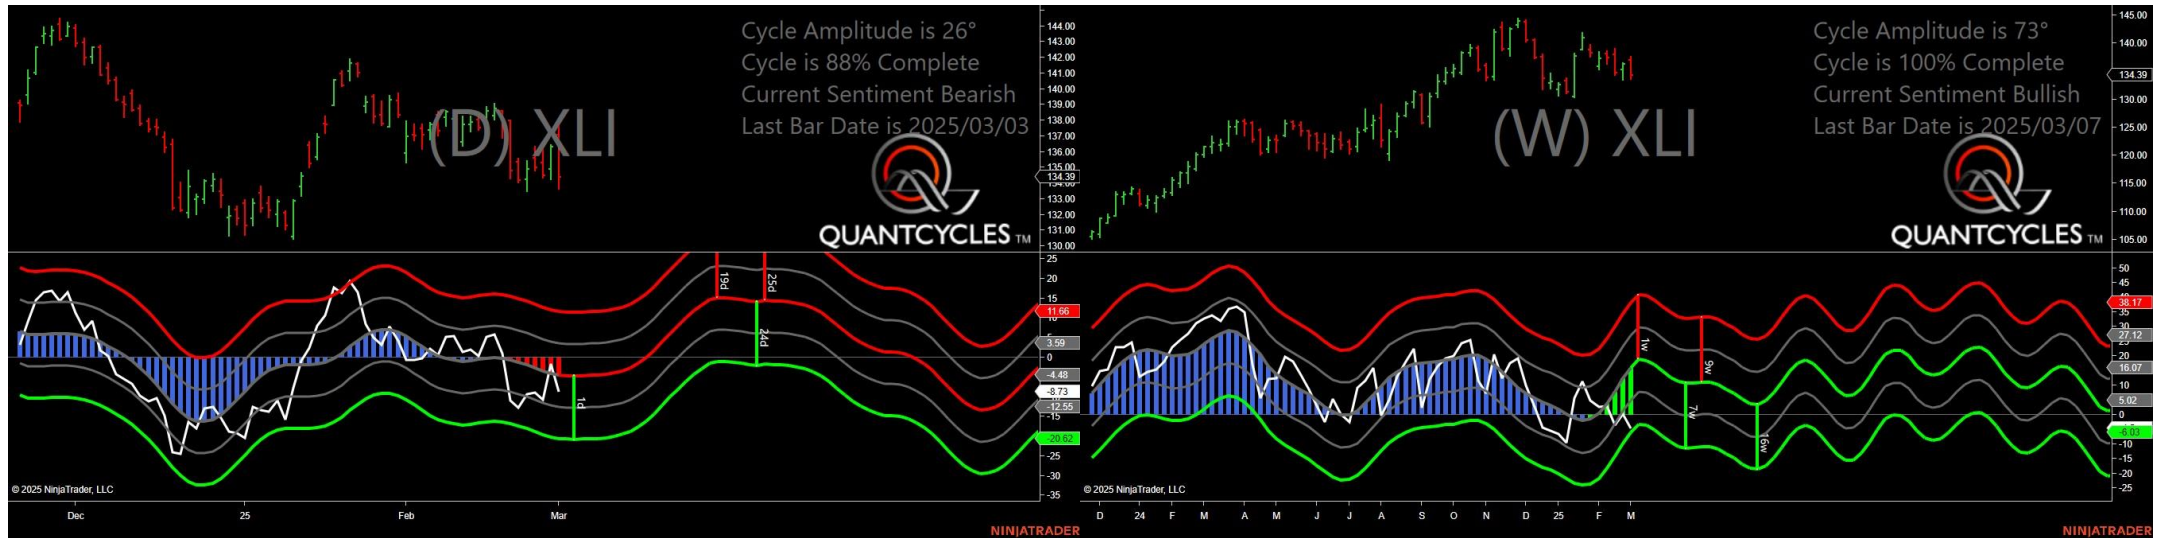 Cycle Amplitude is 26°
Cycle is 88% Complete
Current Sentiment Bearish
Last Bar Date is 2025/03/03
(D) XLI
QUANTCYCLES TM
144.00
143.00
142.00
141.00
140.00
139.00
138.00
137.00
136.00
135.00
134.39
134.00
133.00
132.00
131.00
130.00
25
20
15
11.66
10
3.59
0
-4.48
-8.73
-12.55
-15
-20.62
-25
-30
-35
19d
25d
24d
1d
© 2025 NinjaTrader, LLC
Dec 25 Feb Mar
NINJATRADER
Cycle Amplitude is 73°
Cycle is 100% Complete
Current Sentiment Bullish
Last Bar Date is 2025/03/07
(W) XLI
QUANTCYCLES TM
145.00
140.00
134.39
130.00
125.00
120.00
115.00
110.00
105.00
50
38.17
35
30
27.12
25
20
16.07
10
5.02
0
-6.03
-10
-15
-20
-25
1w
9w
7w
16w
© 2025 NinjaTrader, LLC
D 24 F M A M J J A S O N D 25 F M
NINJATRADER